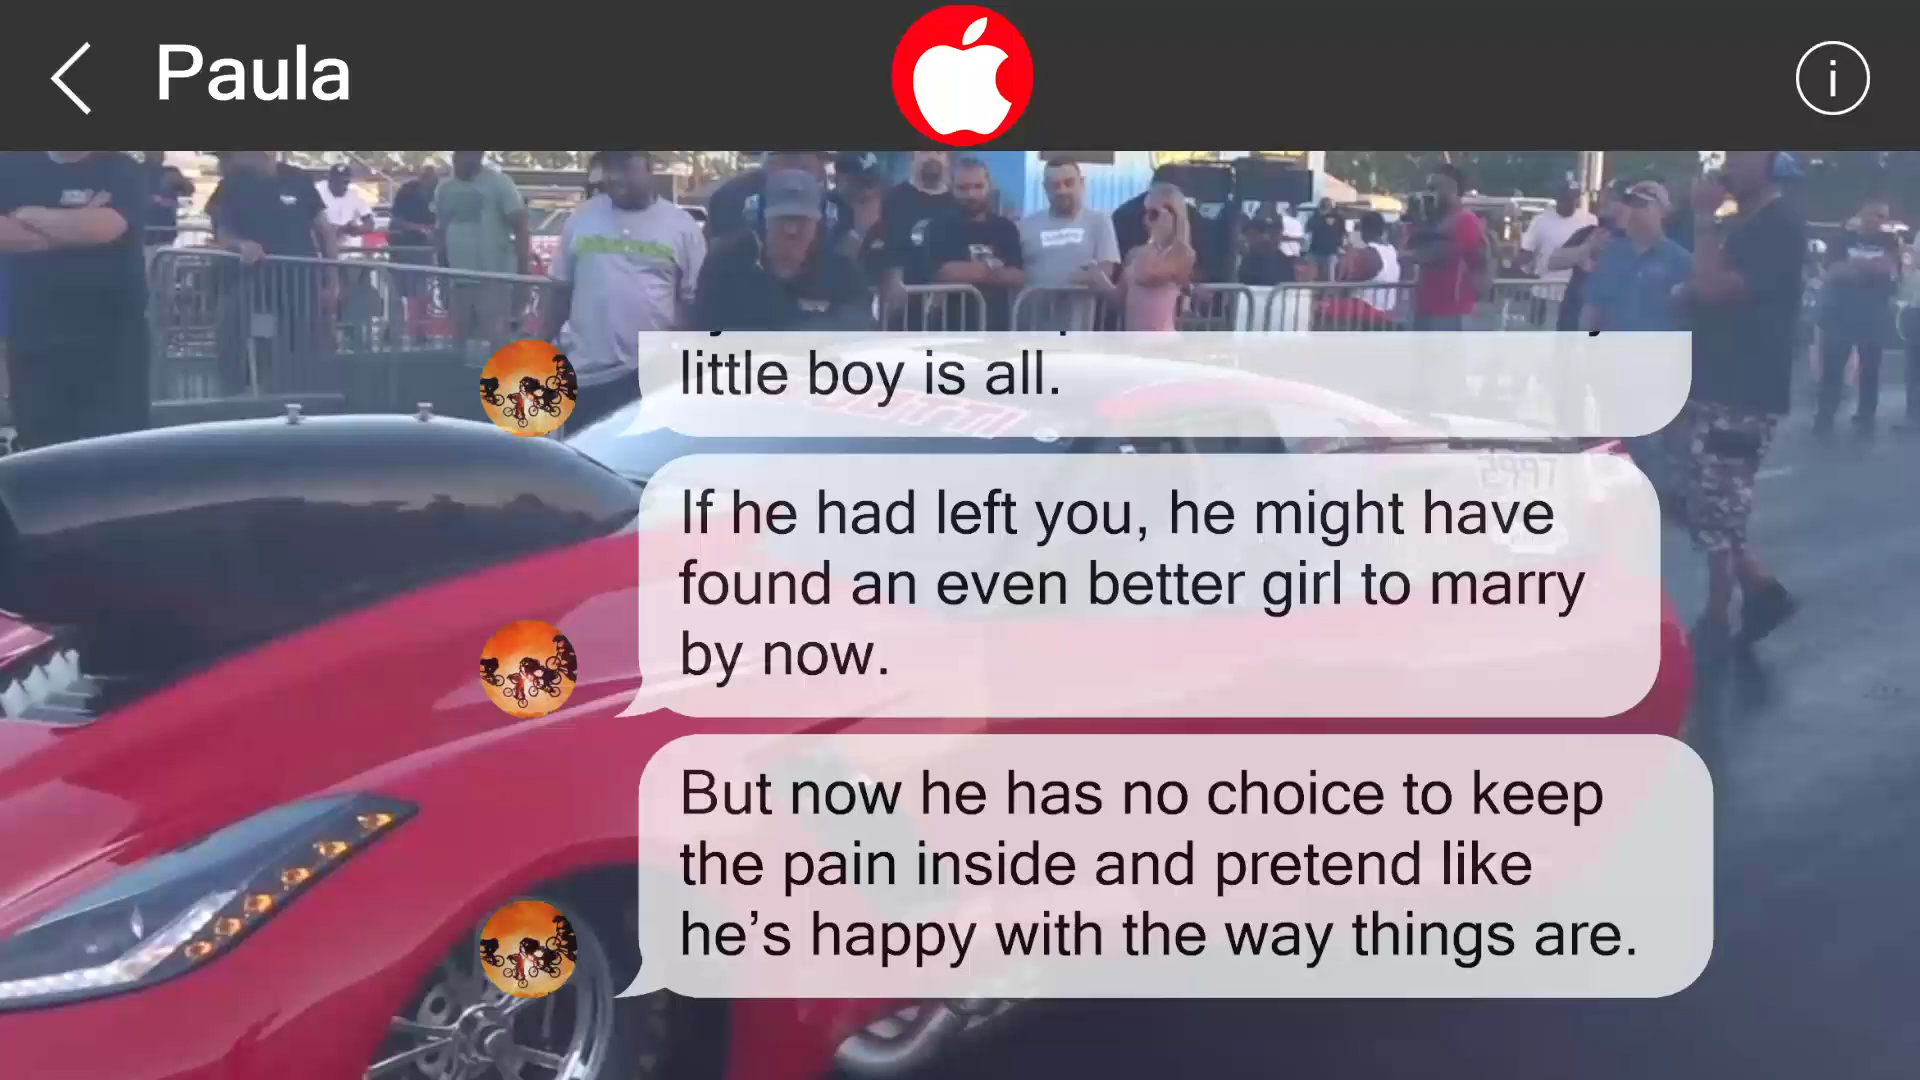 Paula
i
little boy is all.
If he had left you, he might have
found an even better girl to marry
by now.
But now he has no choice to keep
the pain inside and pretend like
he’s happy with the way things are.